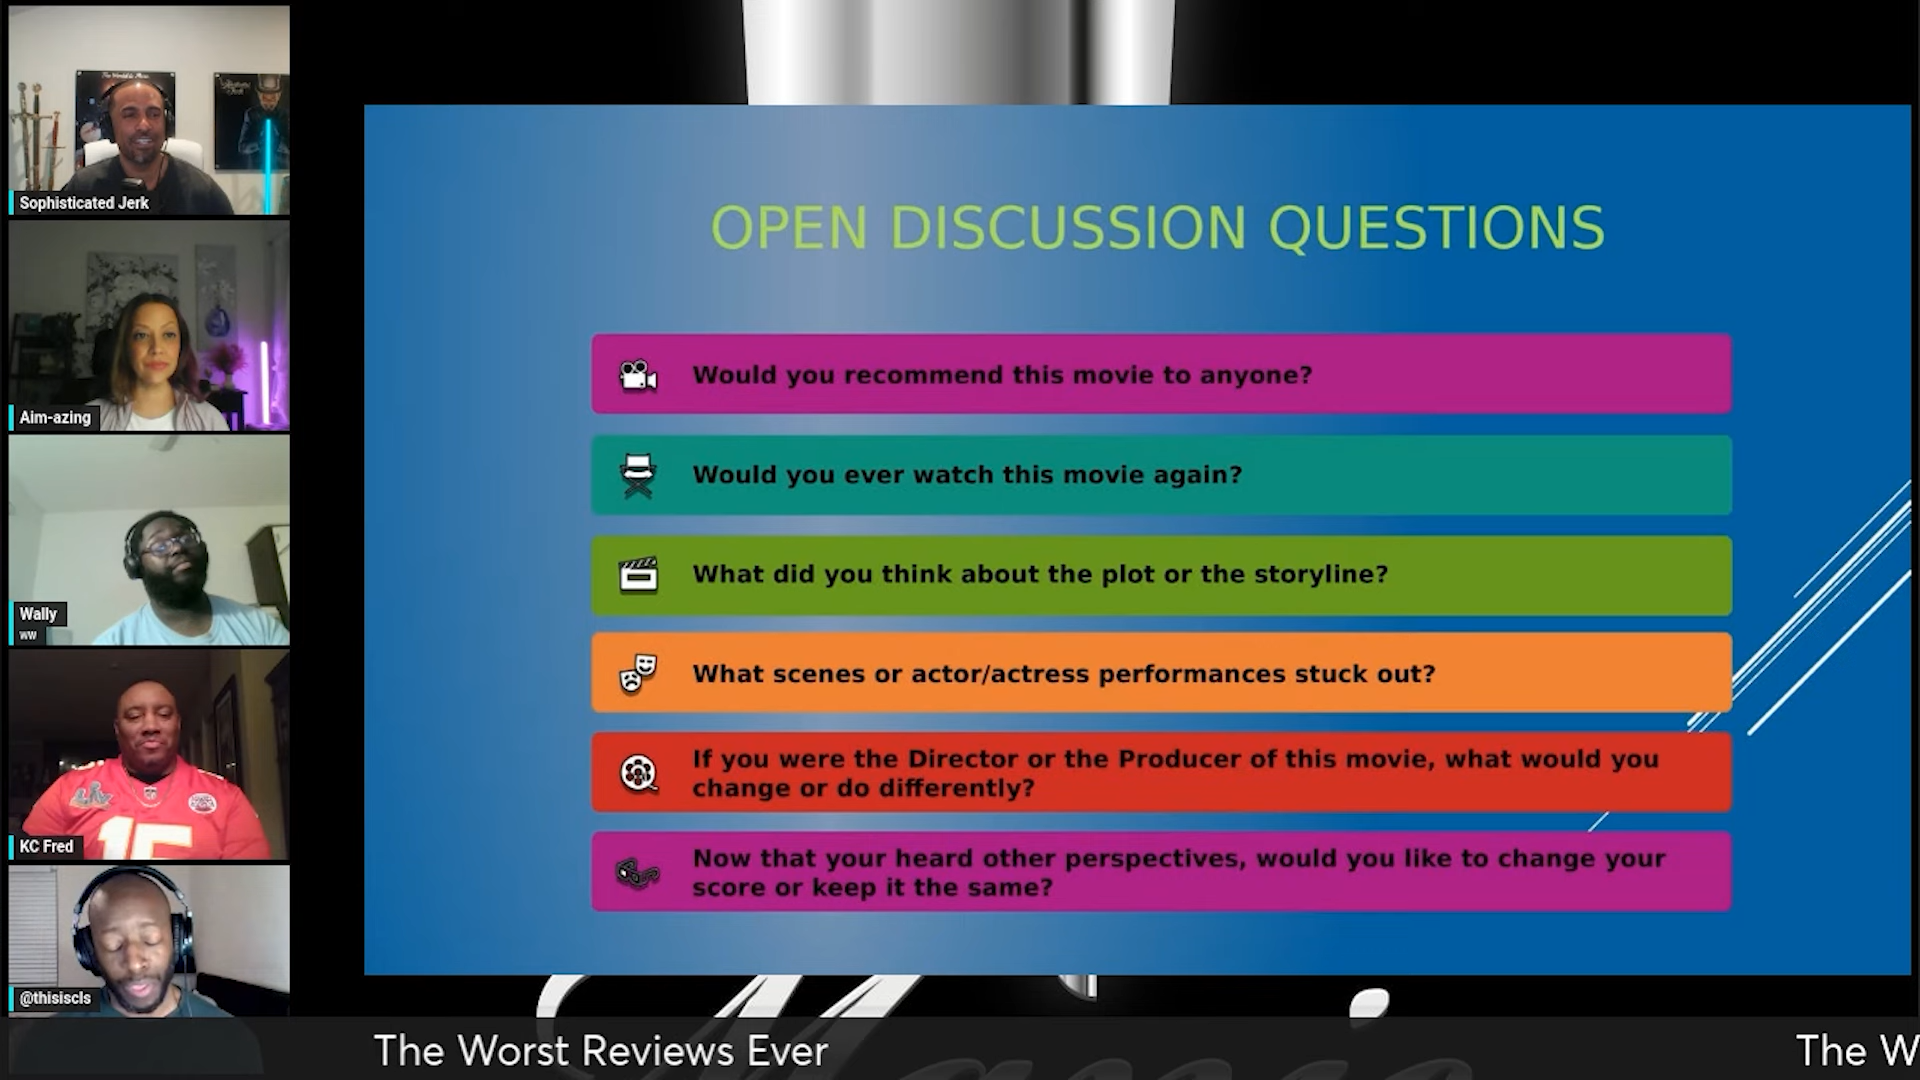 Sophisticated Jerk
Aim-azing
Wally
ww
KC Fred
15
@thisiscls
OPEN DISCUSSION QUESTIONS
Would you recommend this movie to anyone?
Would you ever watch this movie again?
What did you think about the plot or the storyline?
What scenes or actor/actress performances stuck out?
If you were the Director or the Producer of this movie, what would you
change or do differently?
Now that your heard other perspectives, would you like to change your
score or keep it the same?
The Worst Reviews Ever
The W